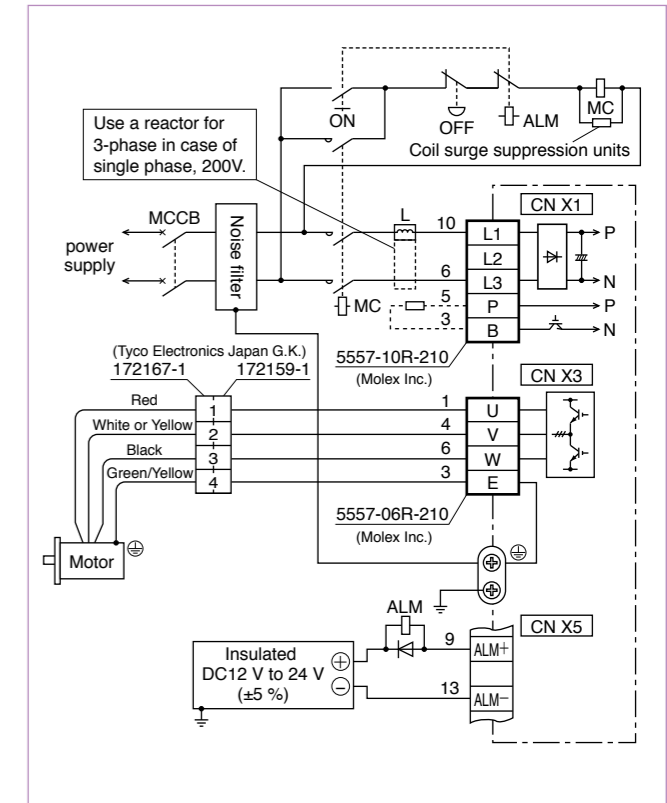 ON
OFF
ALM
MC
Coil surge suppression units
Use a reactor for
3-phase in case of
single phase, 200V.
MCCB
power
supply
Noise filter
L
MC
10
6
5
3
L1
L2
L3
P
B
CN X1
P
N
P
N
5557-10R-210
(Molex Inc.)
(Tyco Electronics Japan G.K.)
172167-1
172159-1
Red
White or Yellow
Black
Green/Yellow
1
2
3
4
1
4
6
3
U
V
W
E
CN X3
5557-06R-210
(Molex Inc.)
Motor
ALM
Insulated
DC12 V to 24 V
(±5 %)
+
−
9
13
ALM+
ALM−
CN X5